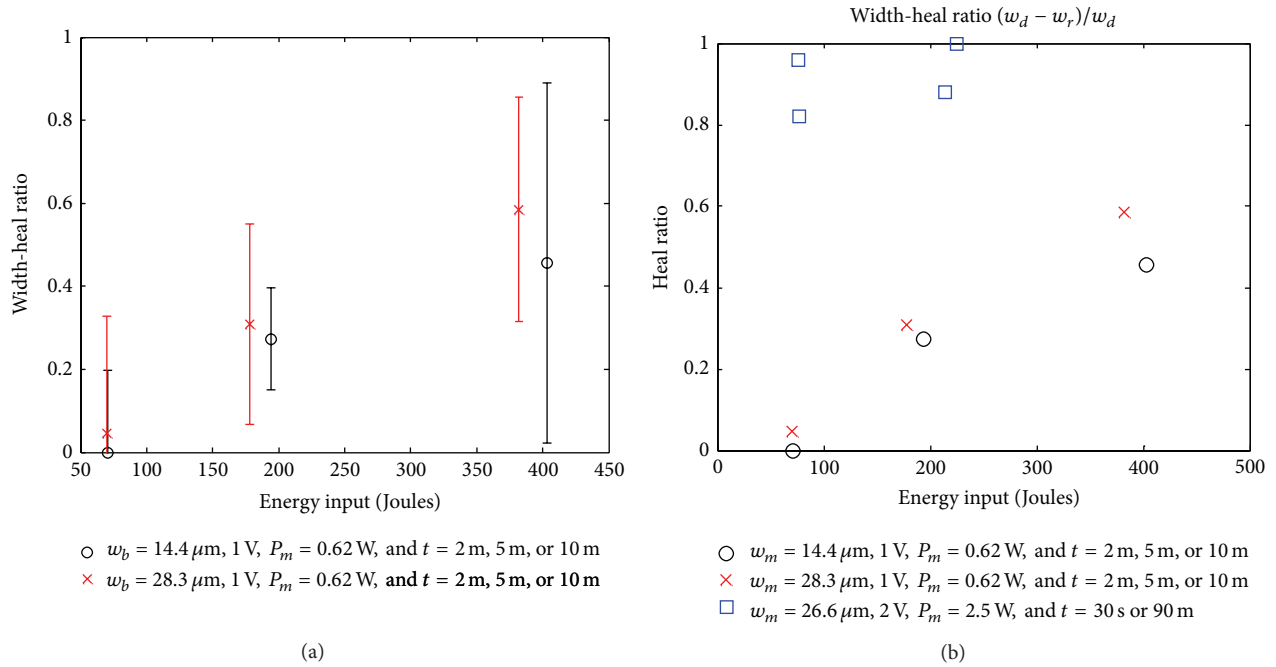 1
0.8
0.6
0.4
0.2
0
Width-heal ratio
50 100 150 200 250 300 350 400 450
Energy input (Joules)
w_b = 14.4 μm, 1 V, P_m = 0.62 W, and t = 2 m, 5 m, or 10 m
w_b = 28.3 μm, 1 V, P_m = 0.62 W, and t = 2 m, 5 m, or 10 m
(a)
Width-heal ratio (w_d − w_r)/w_d
1
0.8
0.6
0.4
0.2
0
Heal ratio
0 100 200 300 400 500
Energy input (Joules)
w_m = 14.4 μm, 1 V, P_m = 0.62 W, and t = 2 m, 5 m, or 10 m
w_m = 28.3 μm, 1 V, P_m = 0.62 W, and t = 2 m, 5 m, or 10 m
w_m = 26.6 μm, 2 V, P_m = 2.5 W, and t = 30 s or 90 m
(b)